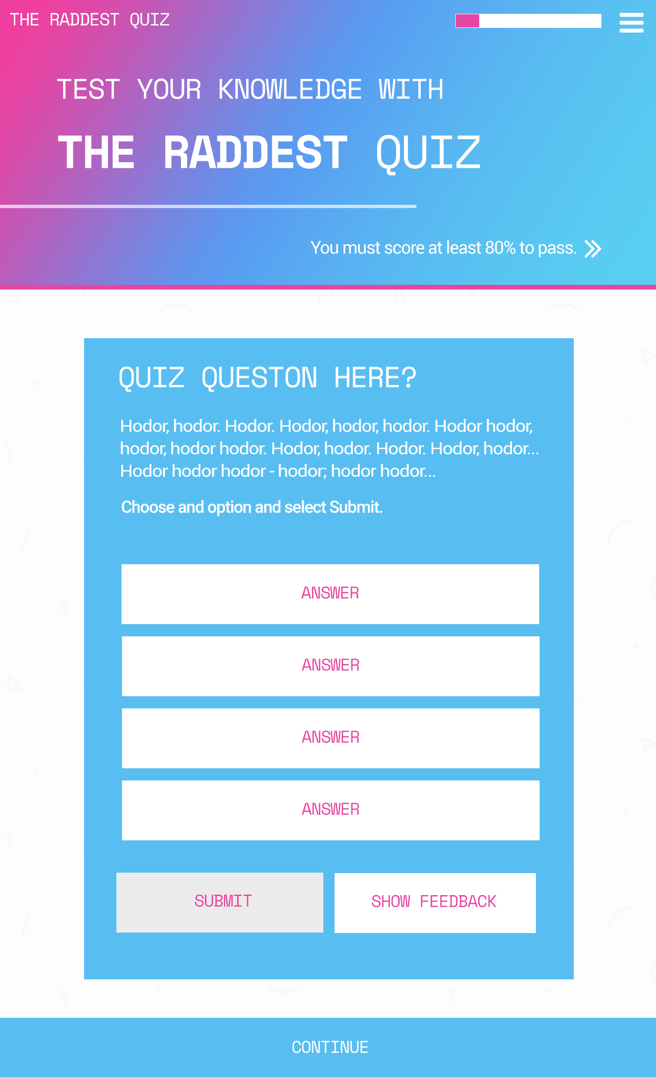 THE RADDEST QUIZ
TEST YOUR KNOWLEDGE WITH
THE RADDEST QUIZ
You must score at least 80% to pass.
QUIZ QUESTON HERE?
Hodor, hodor. Hodor. Hodor, hodor, hodor. Hodor hodor,
hodor, hodor hodor. Hodor, hodor. Hodor. Hodor, hodor...
Hodor hodor hodor - hodor; hodor hodor...
Choose and option and select Submit.
ANSWER
ANSWER
ANSWER
ANSWER
SUBMIT
SHOW FEEDBACK
CONTINUE